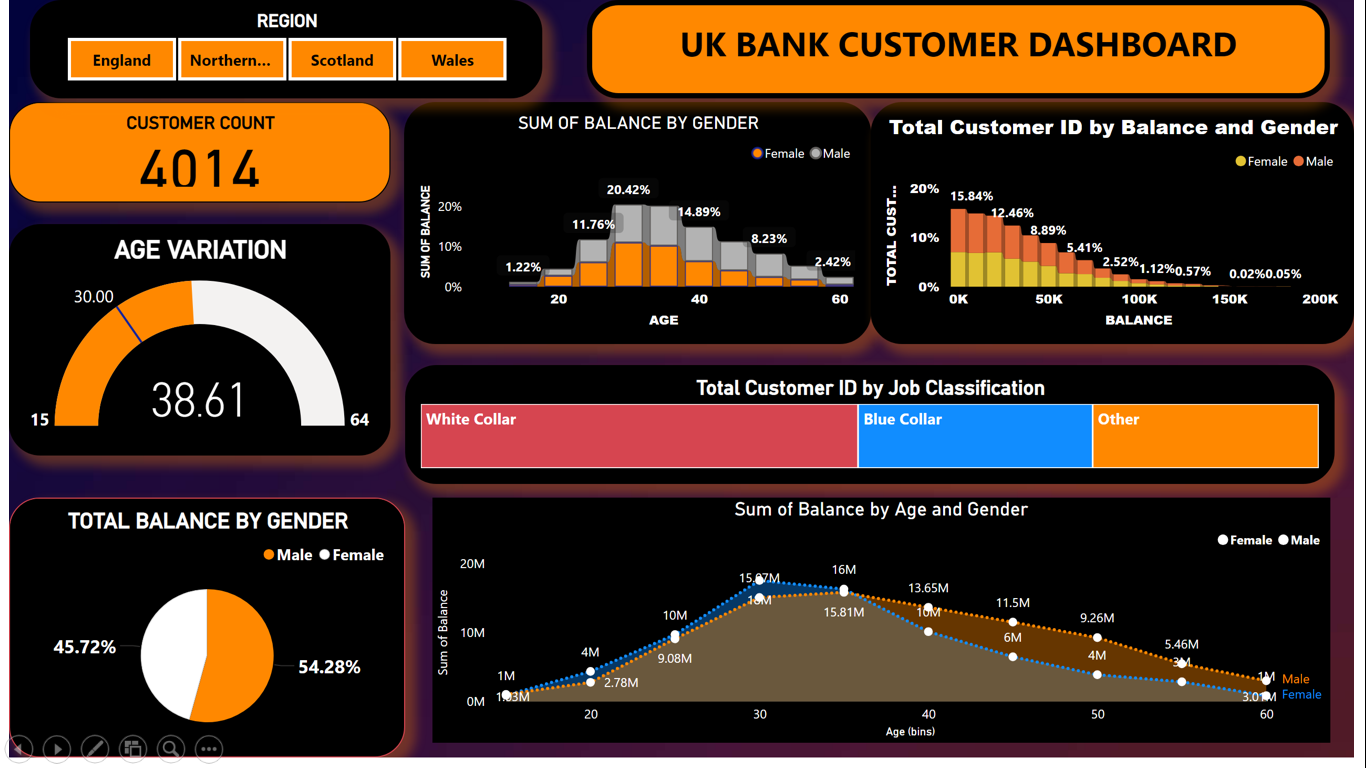 REGION
England
Northern...
Scotland
Wales
UK BANK CUSTOMER DASHBOARD
CUSTOMER COUNT
4014
AGE VARIATION
30.00
38.61
15
64
TOTAL BALANCE BY GENDER
Male Female
45.72%
54.28%
SUM OF BALANCE BY GENDER
Female Male
SUM OF BALANCE
20%
10%
0%
1.22%
11.76%
20.42%
14.89%
8.23%
2.42%
20 40 60
AGE
Total Customer ID by Balance and Gender
Female Male
TOTAL CUST...
20%
10%
0%
15.84%
12.46%
8.89%
5.41%
2.52%
1.12%
0.57%
0.02%
0.05%
0K 50K 100K 150K 200K
BALANCE
Total Customer ID by Job Classification
White Collar
Blue Collar
Other
Sum of Balance by Age and Gender
Female Male
Sum of Balance
20M
10M
0M
1M
4M
10M
15.87M
16M
13.65M
11.5M
9.26M
5.46M
1M
2.78M
9.08M
15.81M
10M
6M
4M
3M
3.01M
Male
Female
20 30 40 50 60
Age (bins)